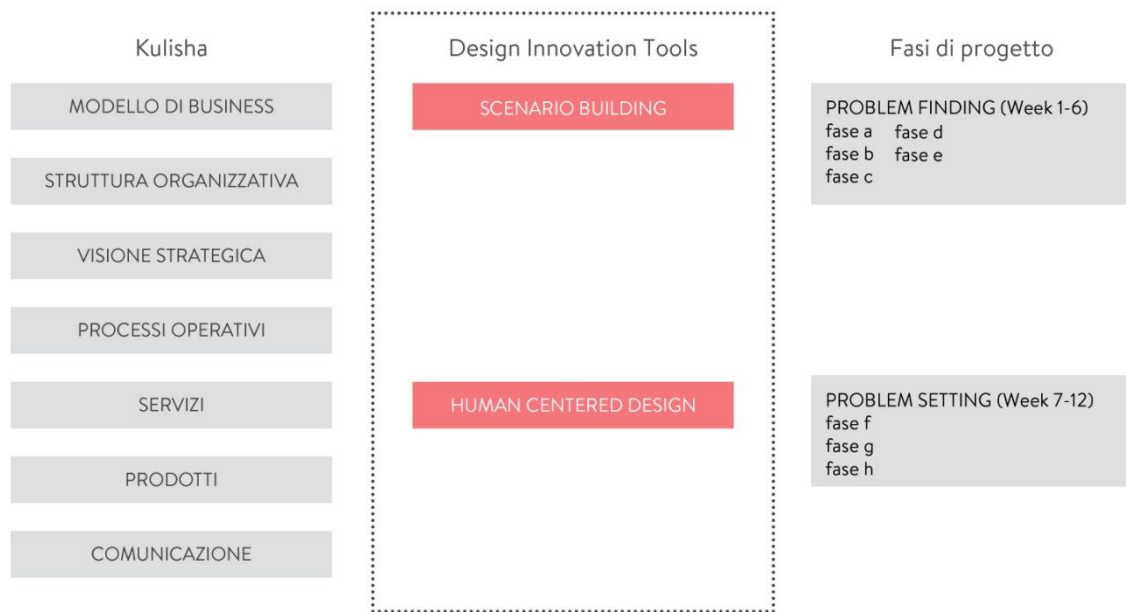 Kulisha
MODELLO DI BUSINESS
STRUTTURA ORGANIZZATIVA
VISIONE STRATEGICA
PROCESSI OPERATIVI
SERVIZI
PRODOTTI
COMUNICAZIONE
Design Innovation Tools
SCENARIO BUILDING
HUMAN CENTERED DESIGN
Fasi di progetto
PROBLEM FINDING (Week 1-6)
fase a fase d
fase b fase e
fase c
PROBLEM SETTING (Week 7-12)
fase f
fase g
fase h